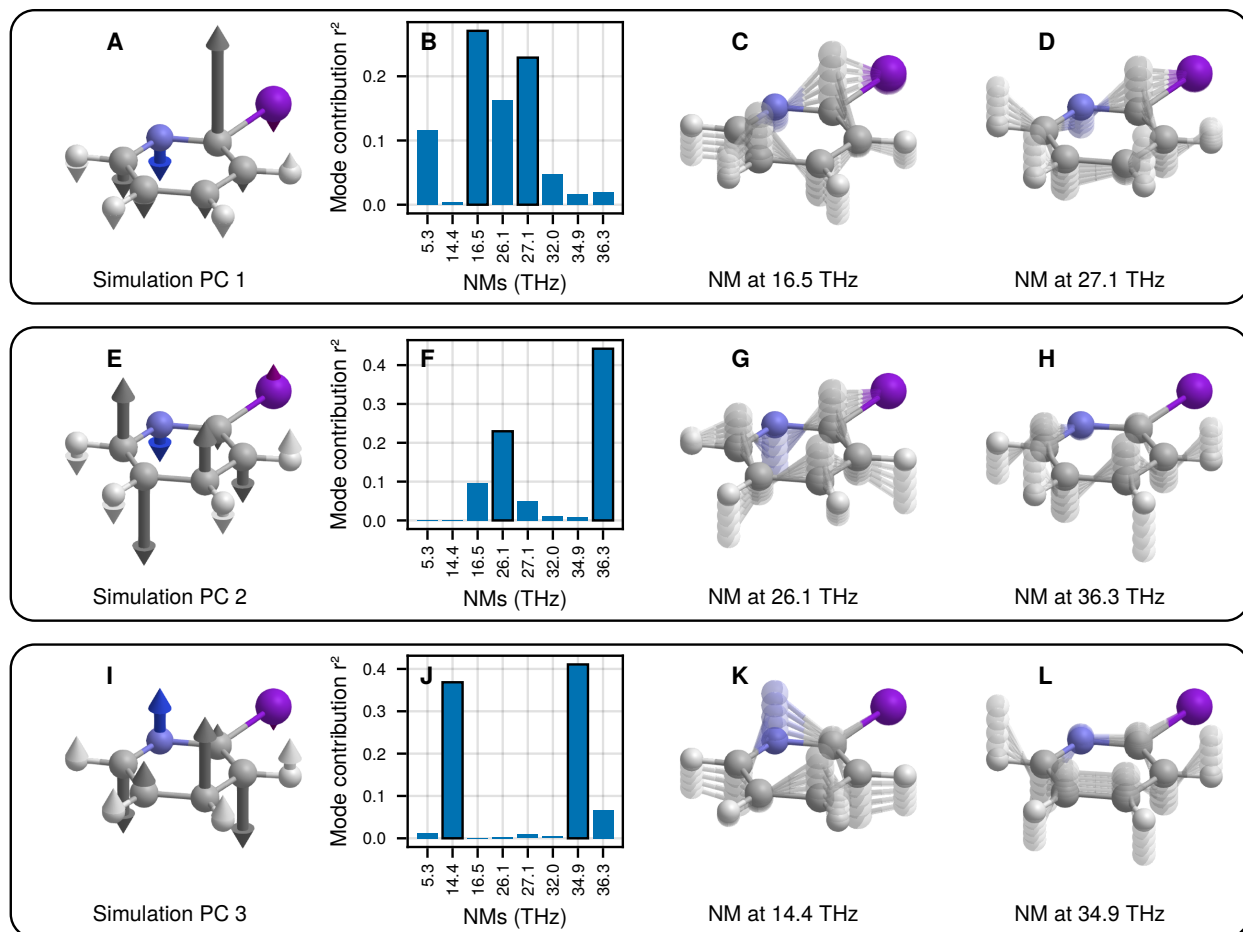 A
B
C
D
Mode contribution r²
0.2
0.1
0.0
5.3
14.4
16.5
26.1
27.1
32.0
34.9
36.3
NMs (THz)
Simulation PC 1
NM at 16.5 THz
NM at 27.1 THz
E
F
G
H
Mode contribution r²
0.4
0.3
0.2
0.1
0.0
5.3
14.4
16.5
26.1
27.1
32.0
34.9
36.3
NMs (THz)
Simulation PC 2
NM at 26.1 THz
NM at 36.3 THz
I
J
K
L
Mode contribution r²
0.4
0.3
0.2
0.1
0.0
5.3
14.4
16.5
26.1
27.1
32.0
34.9
36.3
NMs (THz)
Simulation PC 3
NM at 14.4 THz
NM at 34.9 THz